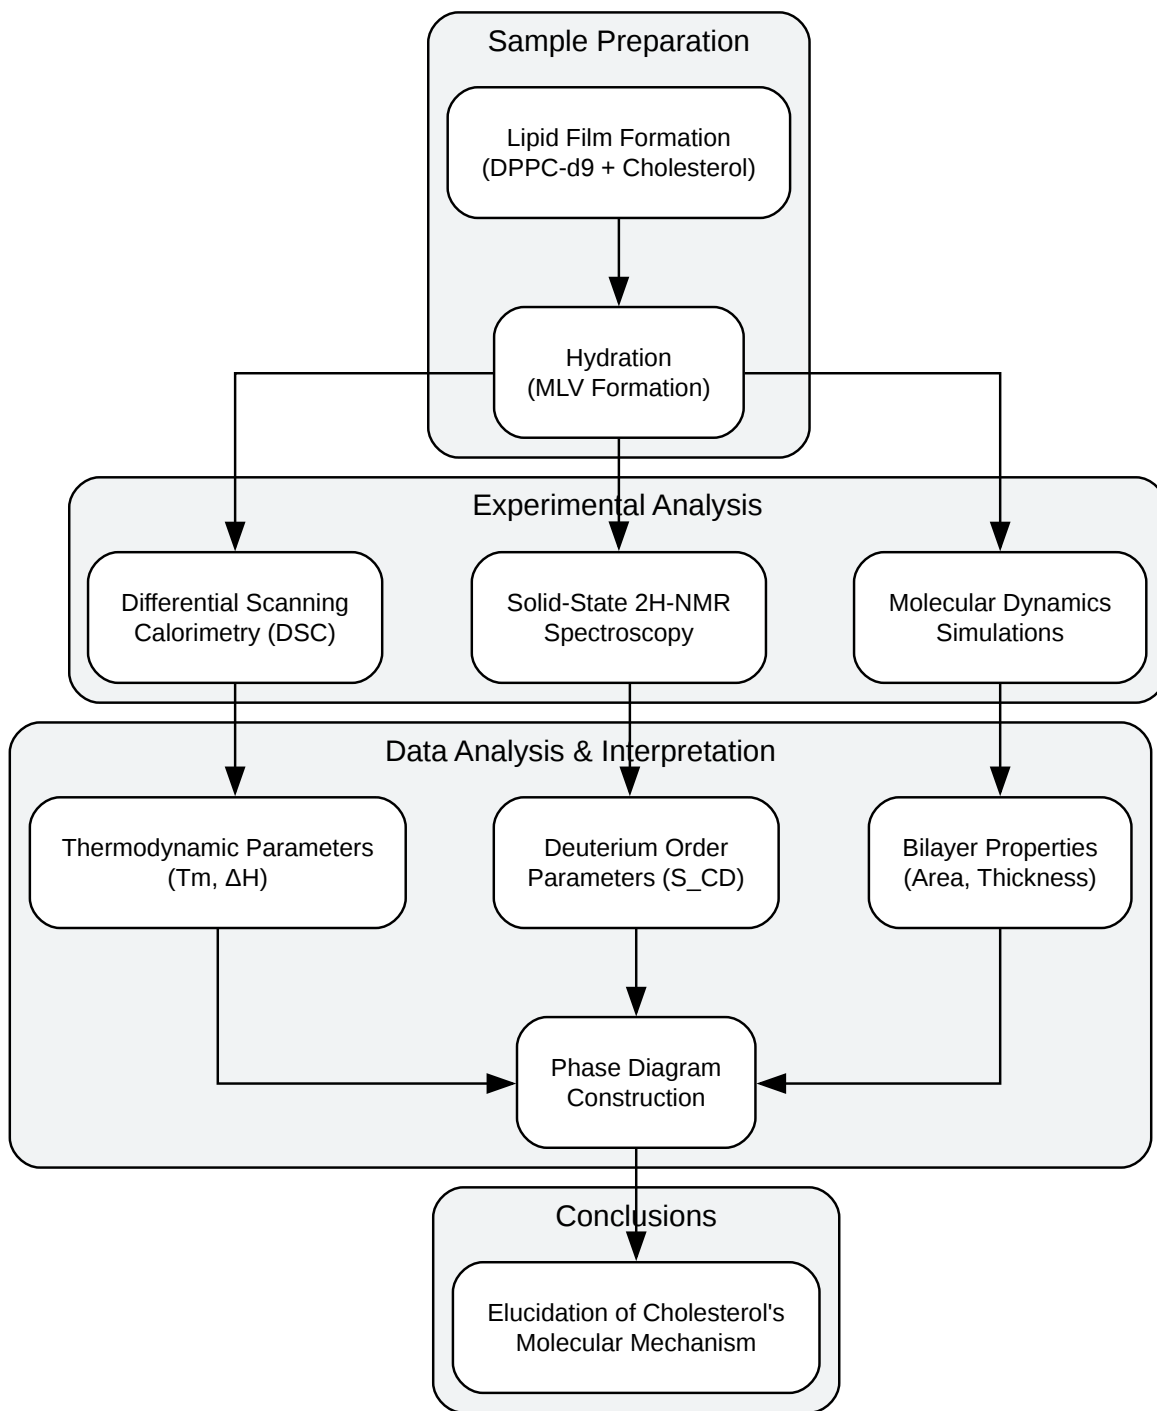 Sample Preparation
Lipid Film Formation
(DPPC-d9 + Cholesterol)
Hydration
(MLV Formation)
Experimental Analysis
Differential Scanning
Calorimetry (DSC)
Solid-State 2H-NMR
Spectroscopy
Molecular Dynamics
Simulations
Data Analysis & Interpretation
Thermodynamic Parameters
(Tm, ΔH)
Deuterium Order
Parameters (S_CD)
Bilayer Properties
(Area, Thickness)
Phase Diagram
Construction
Conclusions
Elucidation of Cholesterol's
Molecular Mechanism